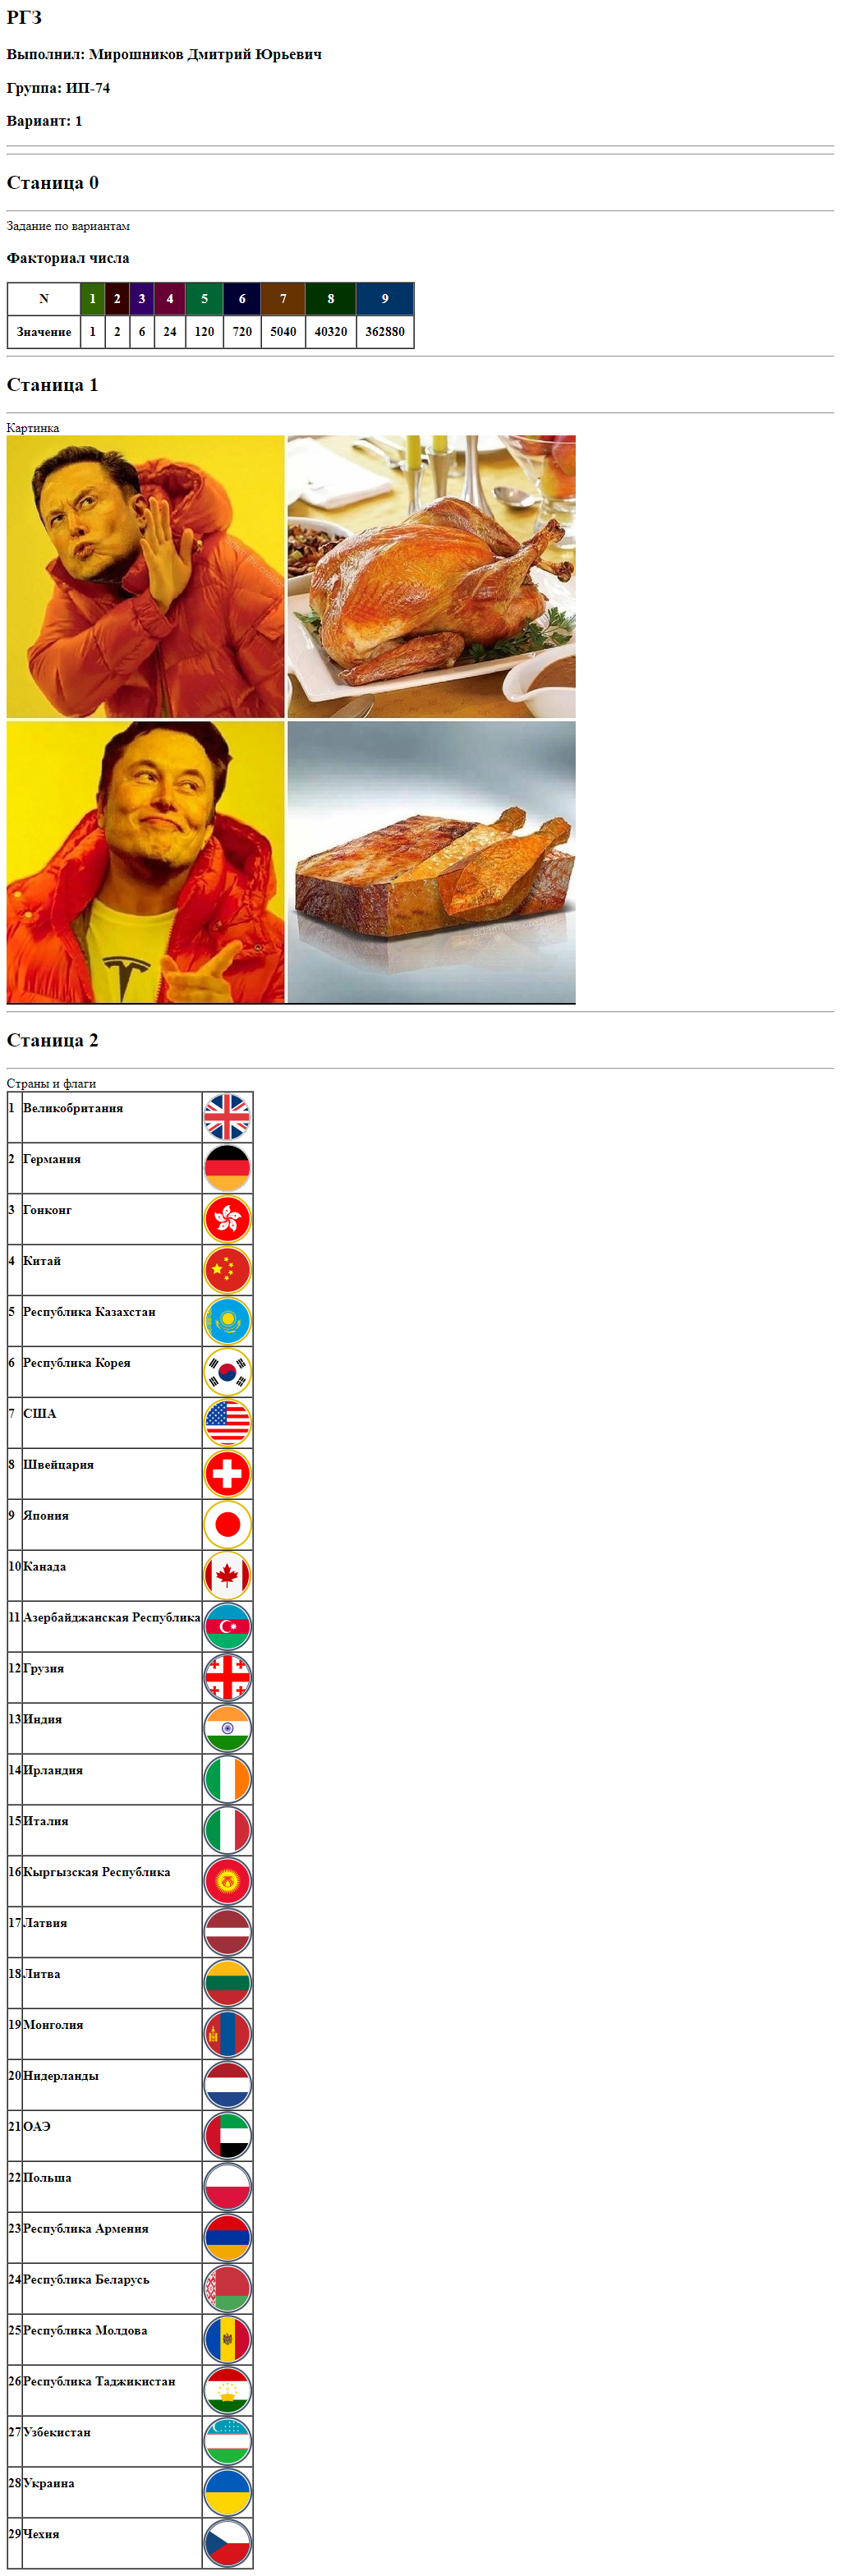 РГЗ
Выполнил: Мирошников Дмитрий Юрьевич
Группа: ИП-74
Вариант: 1
Станица 0
Задание по вариантам
Факториал числа
N 1 2 3 4 5 6 7 8 9
Значение 1 2 6 24 120 720 5040 40320 362880
Станица 1
Картинка
Станица 2
Страны и флаги
1 Великобритания
2 Германия
3 Гонконг
4 Китай
5 Республика Казахстан
6 Республика Корея
7 США
8 Швейцария
9 Япония
10 Канада
11 Азербайджанская Республика
12 Грузия
13 Индия
14 Ирландия
15 Италия
16 Кыргызская Республика
17 Латвия
18 Литва
19 Монголия
20 Нидерланды
21 ОАЭ
22 Польша
23 Республика Армения
24 Республика Беларусь
25 Республика Молдова
26 Республика Таджикистан
27 Узбекистан
28 Украина
29 Чехия